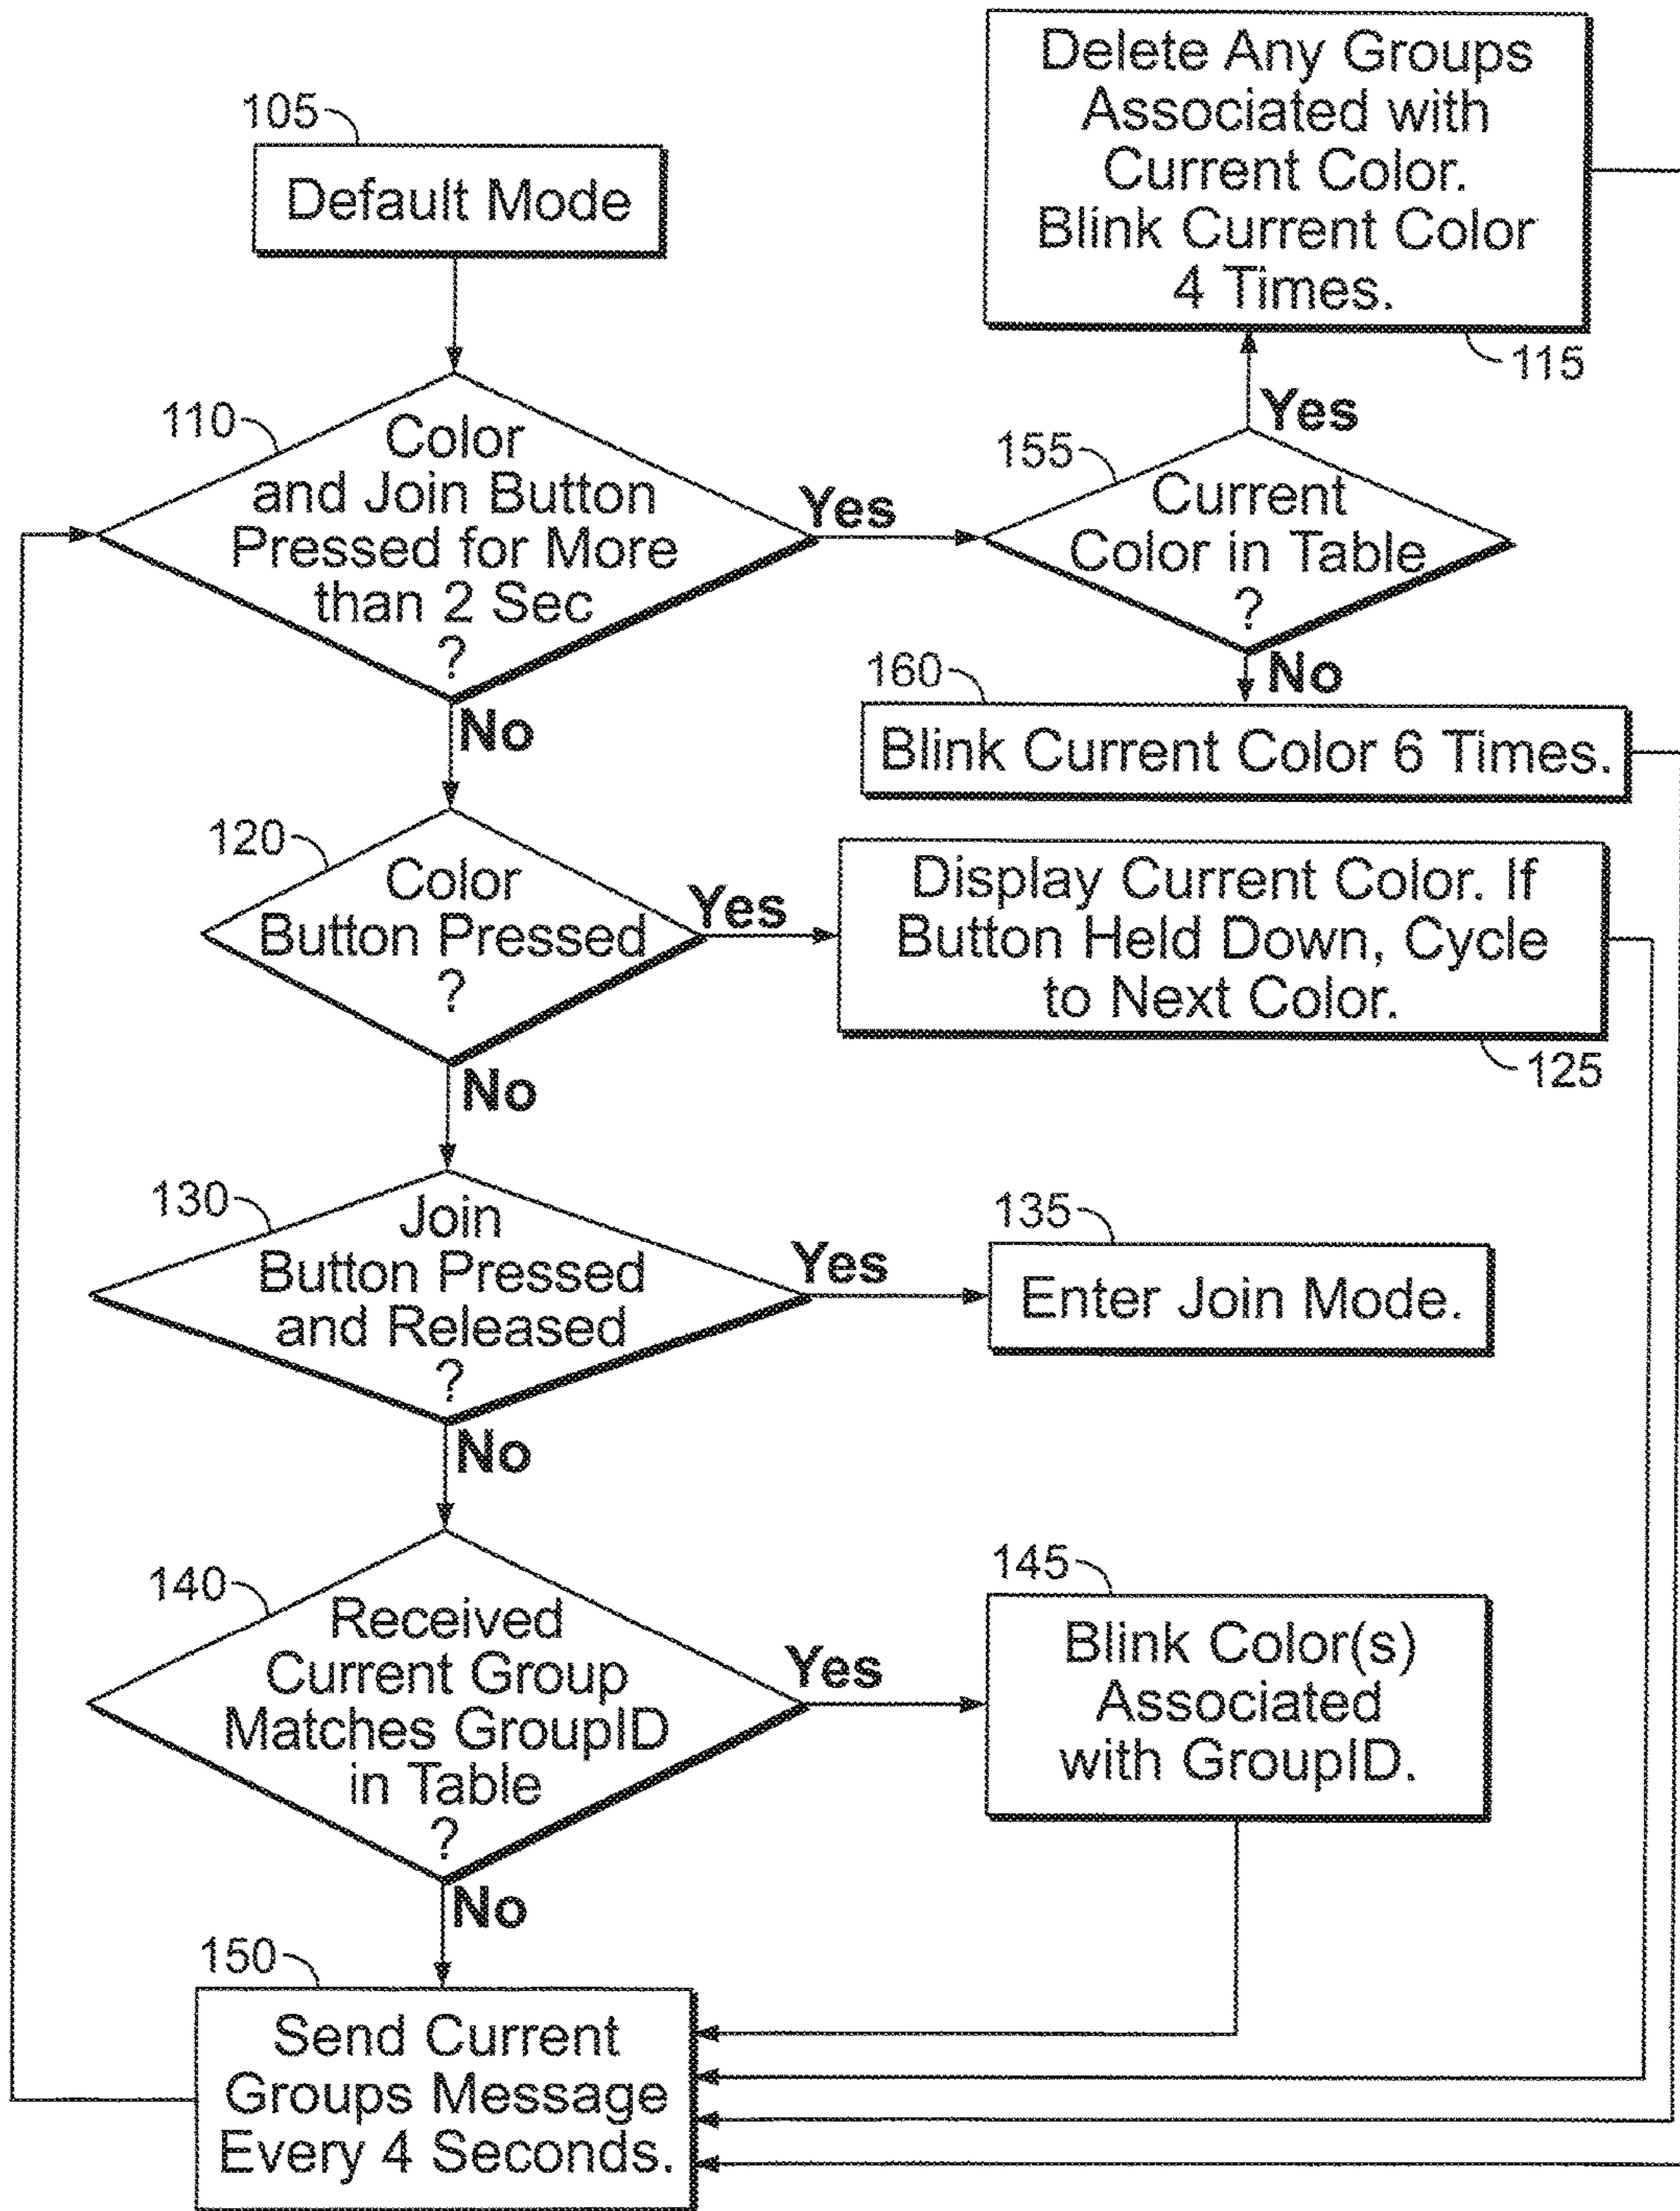 105
Default Mode
Delete Any Groups
Associated with
Current Color.
Blink Current Color
4 Times.
115
110
Color
and Join Button
Pressed for More
than 2 Sec
?
Yes
No
155
Current
Color in Table
?
Yes
No
160
Blink Current Color 6 Times.
120
Color
Button Pressed
?
Yes
No
Display Current Color. If
Button Held Down, Cycle
to Next Color.
125
130
Join
Button Pressed
and Released
?
Yes
No
135
Enter Join Mode.
140
Received
Current Group
Matches GroupID
in Table
?
Yes
No
145
Blink Color(s)
Associated
with GroupID.
150
Send Current
Groups Message
Every 4 Seconds.